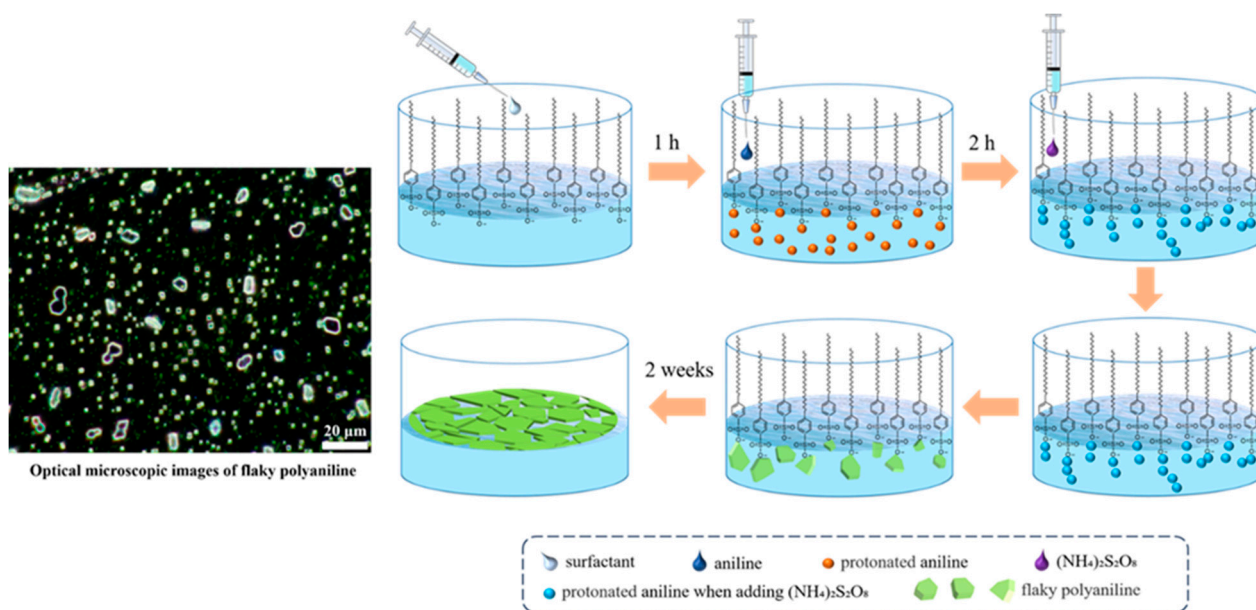 1 h
2 h
2 weeks
20 μm
Optical microscopic images of flaky polyaniline
surfactant aniline protonated aniline (NH₄)₂S₂O₈
protonated aniline when adding (NH₄)₂S₂O₈ flaky polyaniline